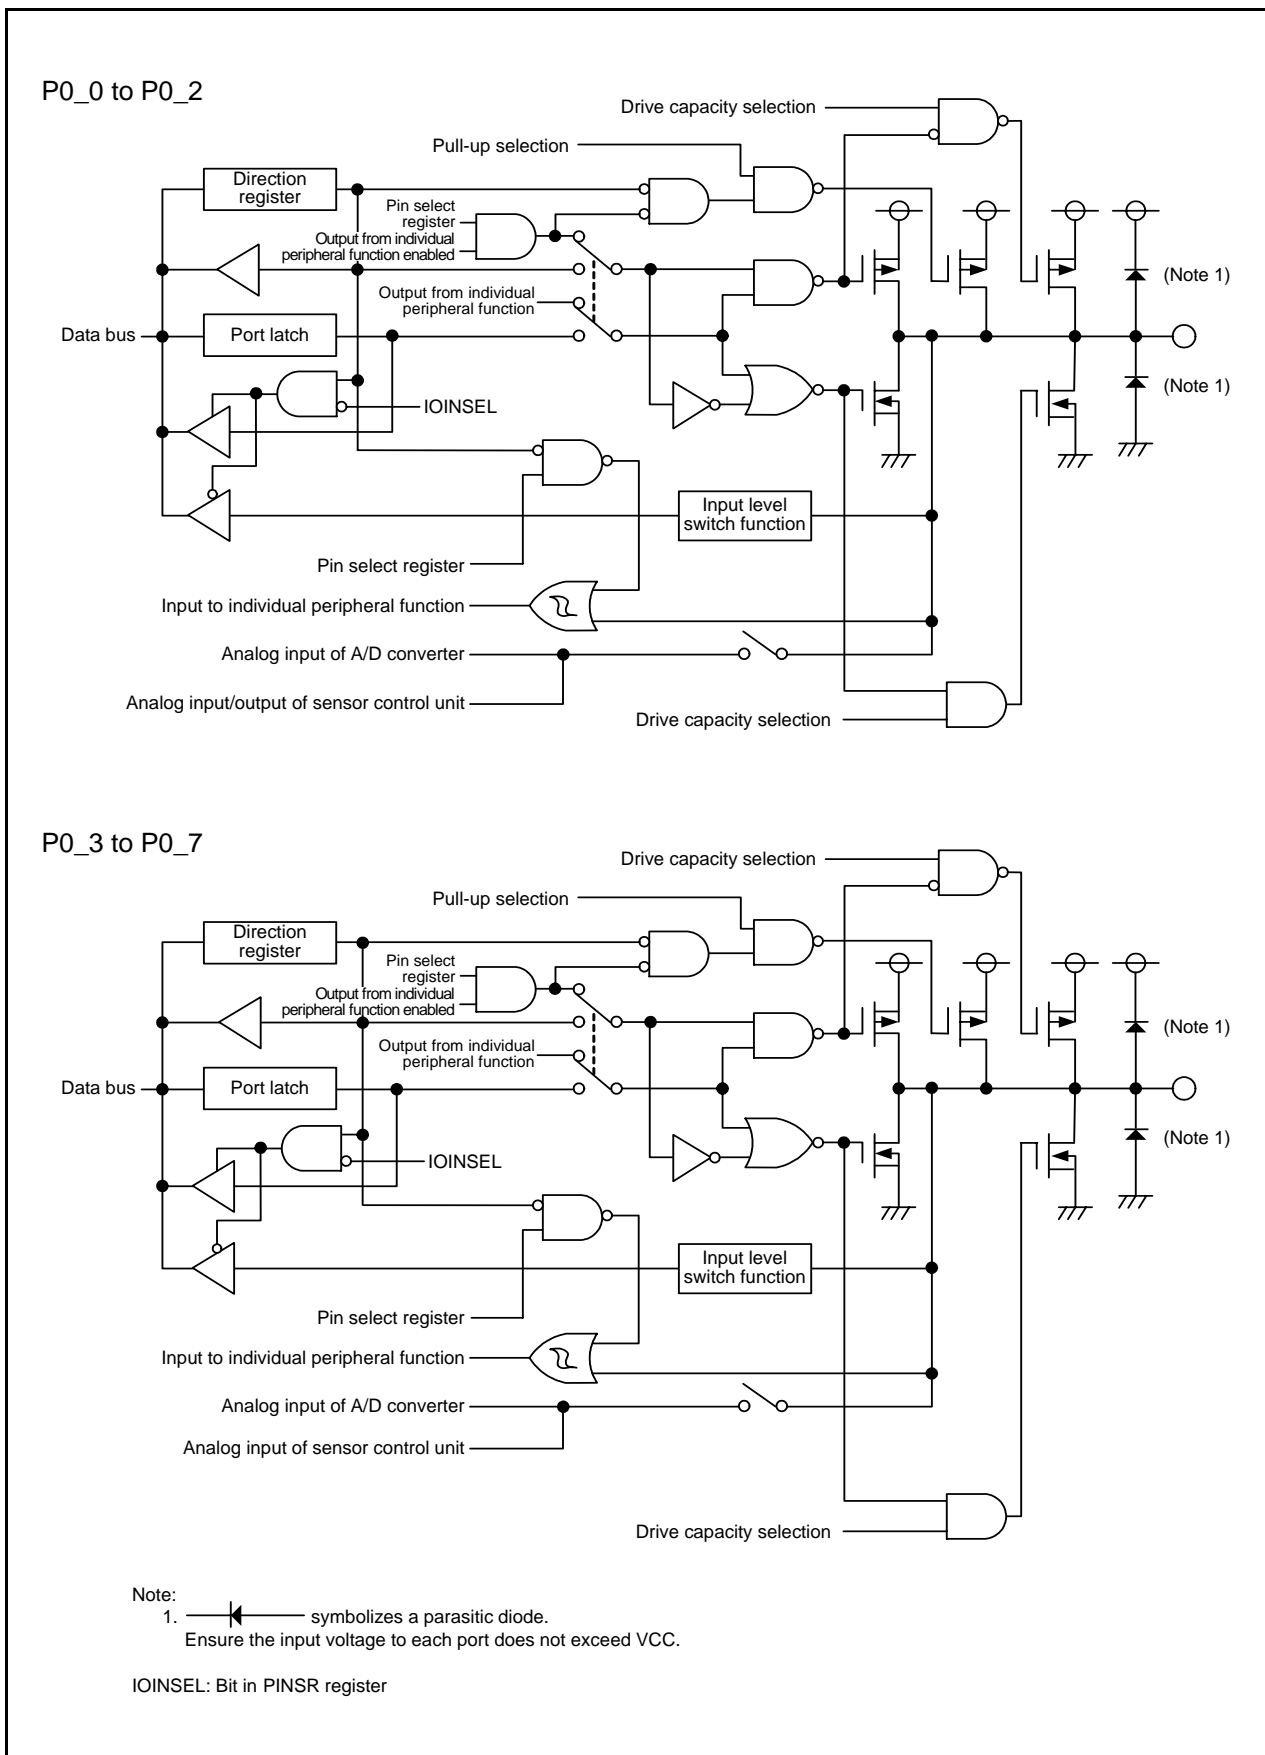 P0_0 to P0_2
Drive capacity selection
Pull-up selection
Direction
register
Pin select
register
Output from individual
peripheral function enabled
(Note 1)
Output from individual
peripheral function
Data bus
Port latch
(Note 1)
IOINSEL
Input level
switch function
Pin select register
Input to individual peripheral function
Analog input of A/D converter
Analog input/output of sensor control unit
Drive capacity selection
P0_3 to P0_7
Drive capacity selection
Pull-up selection
Direction
register
Pin select
register
Output from individual
peripheral function enabled
(Note 1)
Output from individual
peripheral function
Data bus
Port latch
(Note 1)
IOINSEL
Input level
switch function
Pin select register
Input to individual peripheral function
Analog input of A/D converter
Analog input of sensor control unit
Drive capacity selection
Note:
1. symbolizes a parasitic diode.
Ensure the input voltage to each port does not exceed VCC.
IOINSEL: Bit in PINSR register